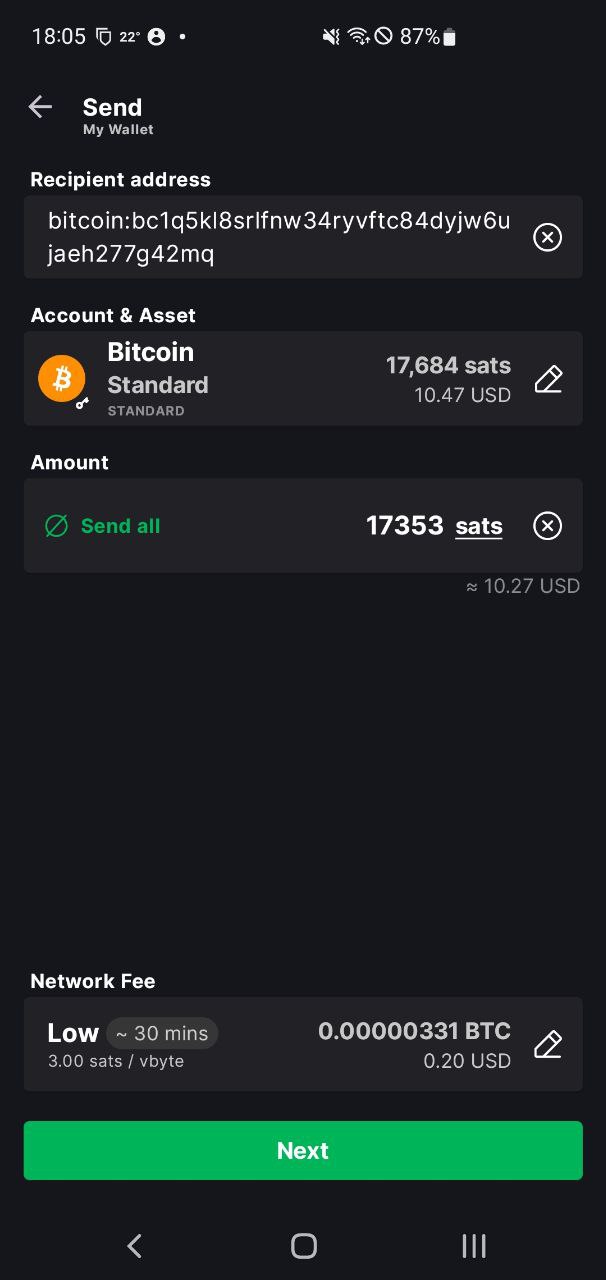 18:05 22° 87%
Send
My Wallet
Recipient address
bitcoin:bc1q5kl8srlfnw34ryvftc84dyjw6u
jaeh277g42mq
Account & Asset
Bitcoin
Standard
STANDARD
17,684 sats
10.47 USD
Amount
Send all 17353 sats
≈ 10.27 USD
Network Fee
Low ~ 30 mins 0.00000331 BTC
3.00 sats / vbyte 0.20 USD
Next